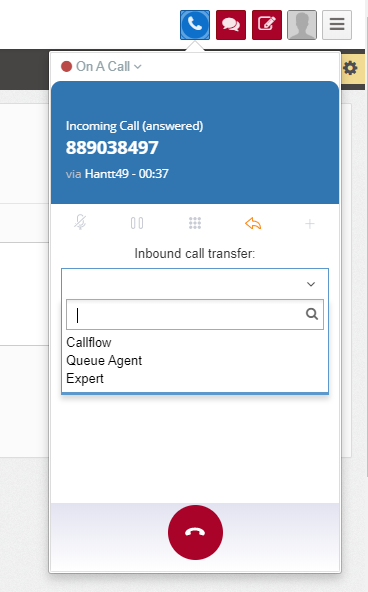 On A Call
Incoming Call (answered)
889038497
via Hantt49 - 00:37
Inbound call transfer:
Callflow
Queue Agent
Expert